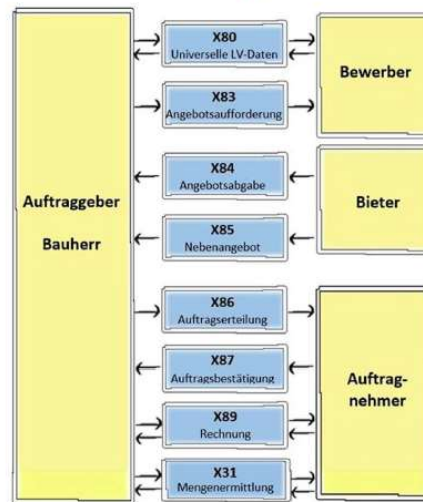 X80
Universelle LV-Daten
Bewerber
X83
Angebotsaufforderung
X84
Angebotsabgabe
Auftraggeber
Bauherr
Bieter
X85
Nebenangebot
X86
Auftragserteilung
X87
Auftragsbestätigung
Auftrag-
nehmer
X89
Rechnung
X31
Mengenermittlung